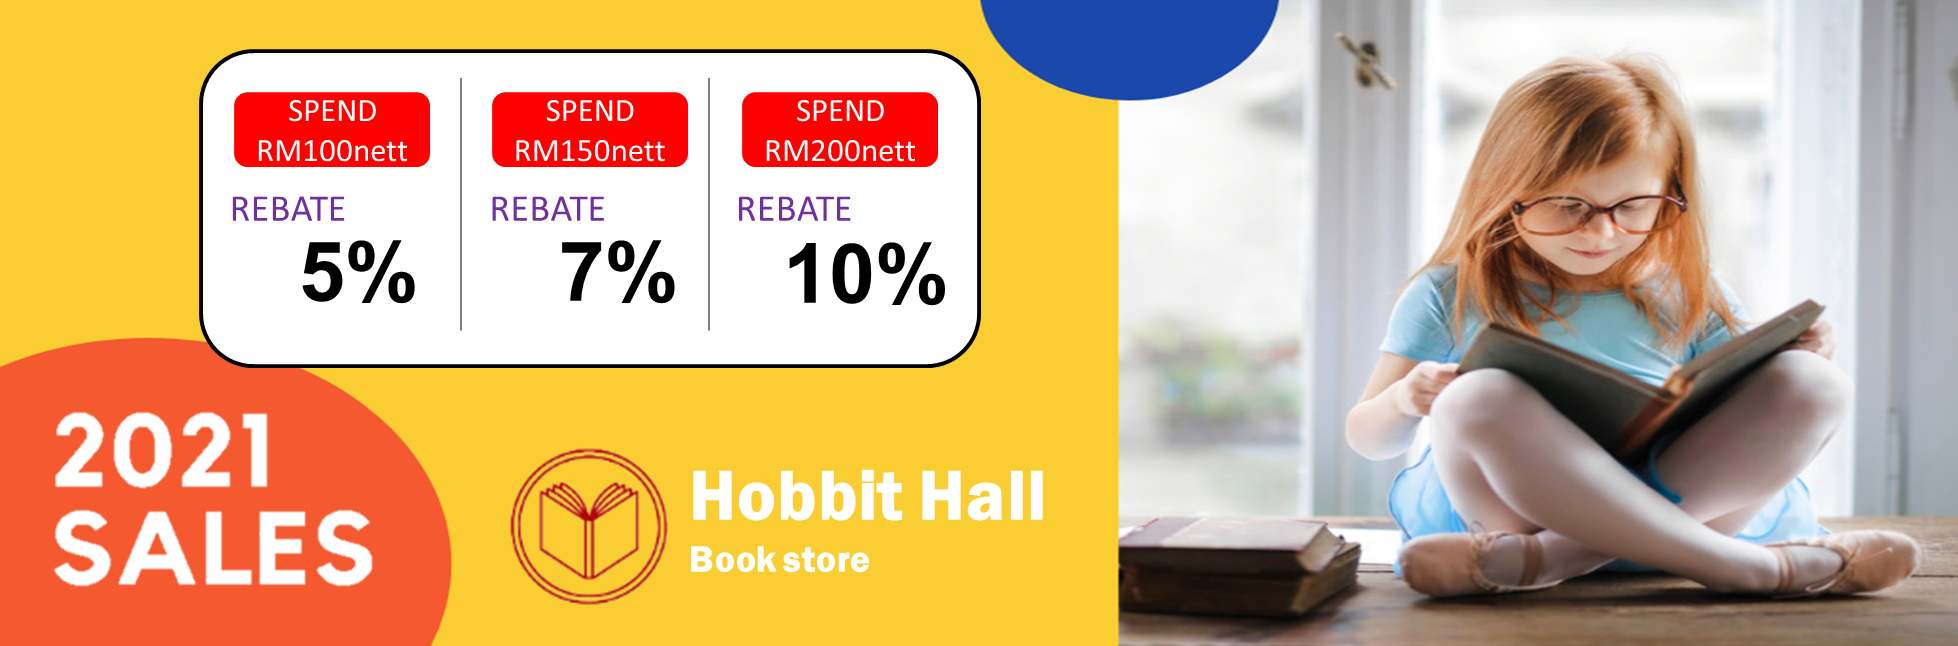 SPEND
RM100nett
REBATE
5%
SPEND
RM150nett
REBATE
7%
SPEND
RM200nett
REBATE
10%
2021
SALES
Hobbit Hall
Book store